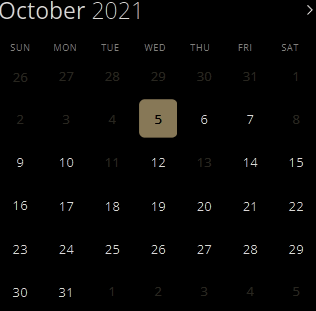 October 2021
SUN MON TUE WED THU FRI SAT
26 27 28 29 30 31 1
2 3 4 5 6 7 8
9 10 11 12 13 14 15
16 17 18 19 20 21 22
23 24 25 26 27 28 29
30 31 1 2 3 4 5